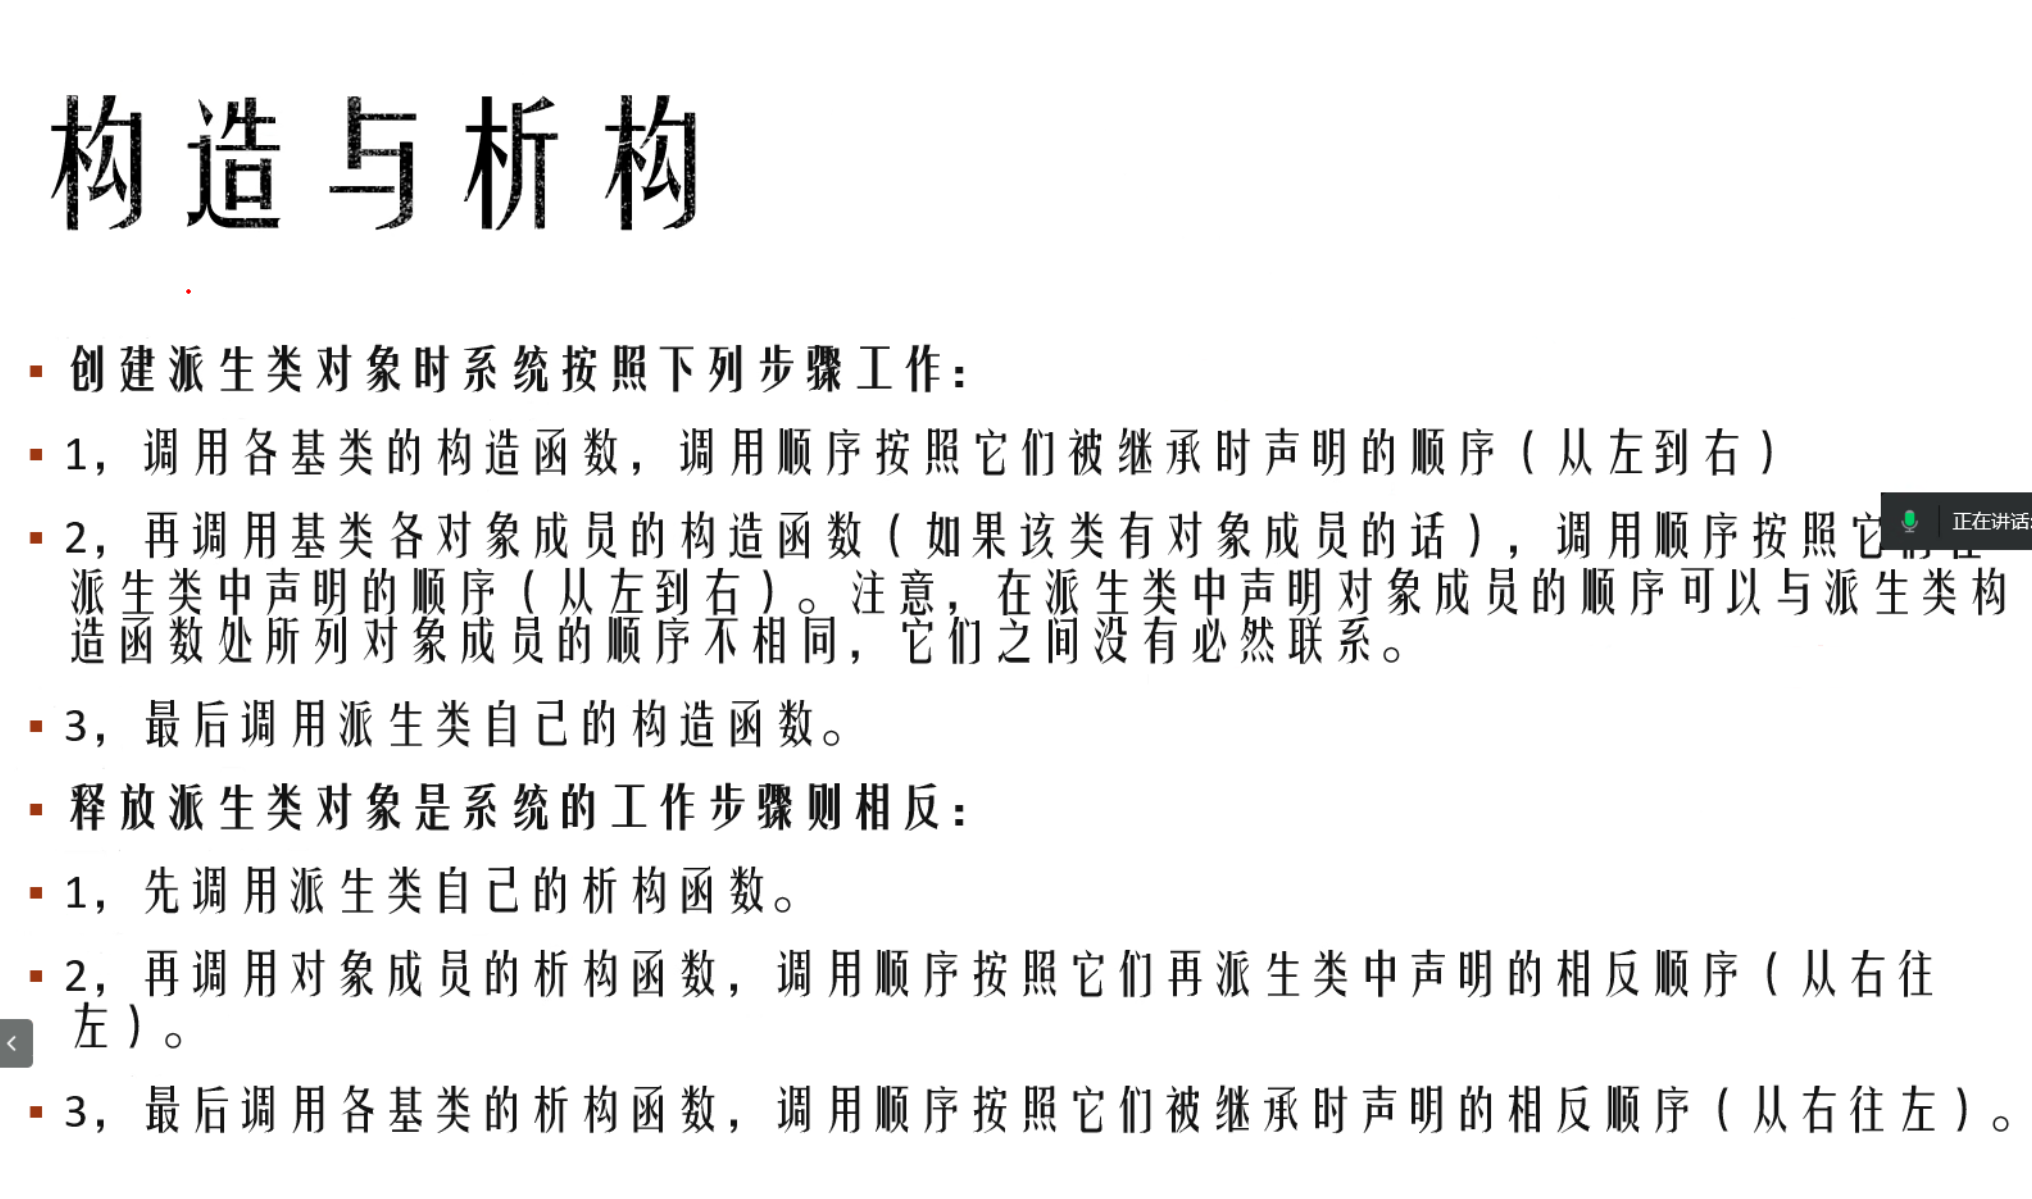 构造与析构
创建派生类对象时系统按照下列步骤工作：
1，调用各基类的构造函数，调用顺序按照它们被继承时声明的顺序（从左到右）
2，再调用基类各对象成员的构造函数（如果该类有对象成员的话），调用顺序按照它
正在讲话:
派生类中声明的顺序（从左到右）。注意，在派生类中声明对象成员的顺序可以与派生类构
造函数处所列对象成员的顺序不相同，它们之间没有必然联系。
3，最后调用派生类自己的构造函数。
释放派生类对象是系统的工作步骤则相反：
1，先调用派生类自己的析构函数。
2，再调用对象成员的析构函数，调用顺序按照它们再派生类中声明的相反顺序（从右往
左）。
3，最后调用各基类的析构函数，调用顺序按照它们被继承时声明的相反顺序（从右往左）。